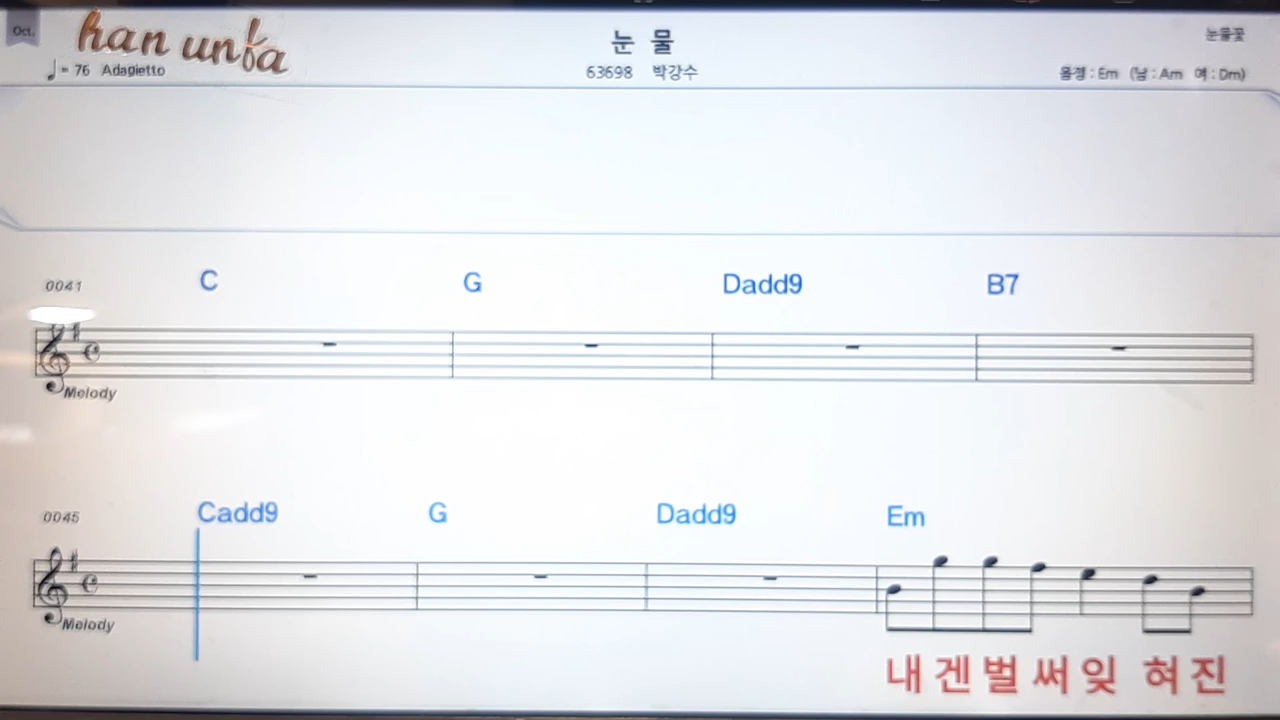 Oct.
han unfa
눈 물
눈물꽃
♩= 76 Adagietto
63698 박강수
음정 : Em (남 : Am 여 : Dm)
0041
C G Dadd9 B7
Melody
0045
Cadd9 G Dadd9 Em
Melody
내 겐 벌 써 잊 혀 진